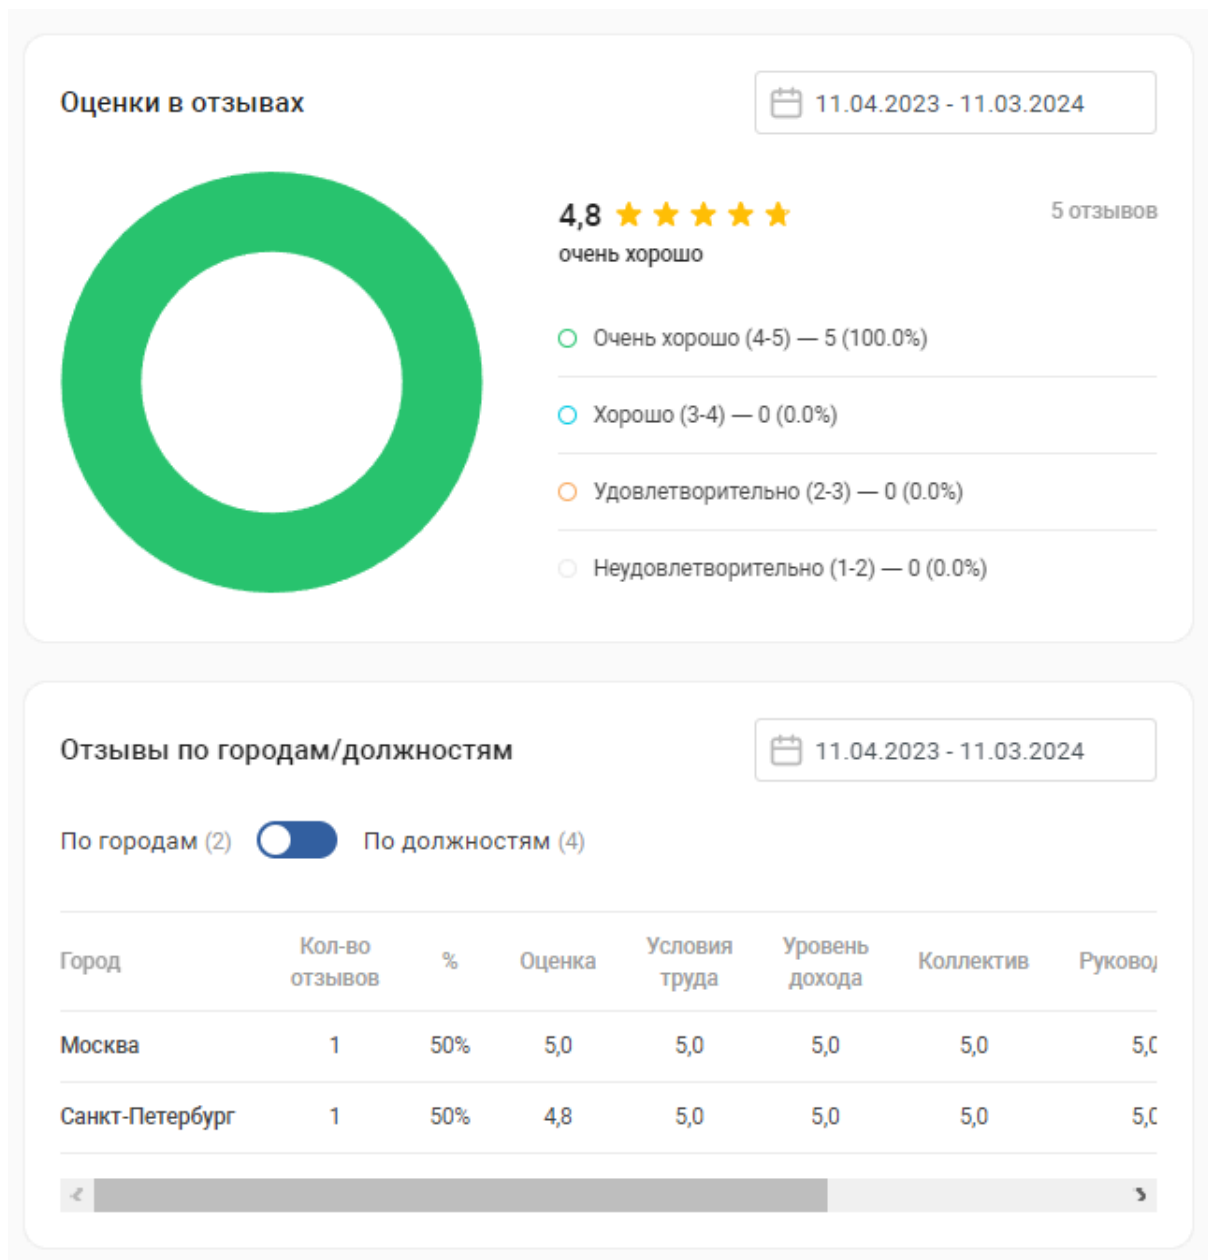 Оценки в отзывах
11.04.2023 - 11.03.2024
4,8
5 отзывов
очень хорошо
Очень хорошо (4-5) — 5 (100.0%)
Хорошо (3-4) — 0 (0.0%)
Удовлетворительно (2-3) — 0 (0.0%)
Неудовлетворительно (1-2) — 0 (0.0%)
Отзывы по городам/должностям
11.04.2023 - 11.03.2024
По городам (2) По должностям (4)
Город Кол-во отзывов % Оценка Условия труда Уровень дохода Коллектив
Москва 1 50% 5,0 5,0 5,0 5,0 5,0
Санкт-Петербург 1 50% 4,8 5,0 5,0 5,0 5,0